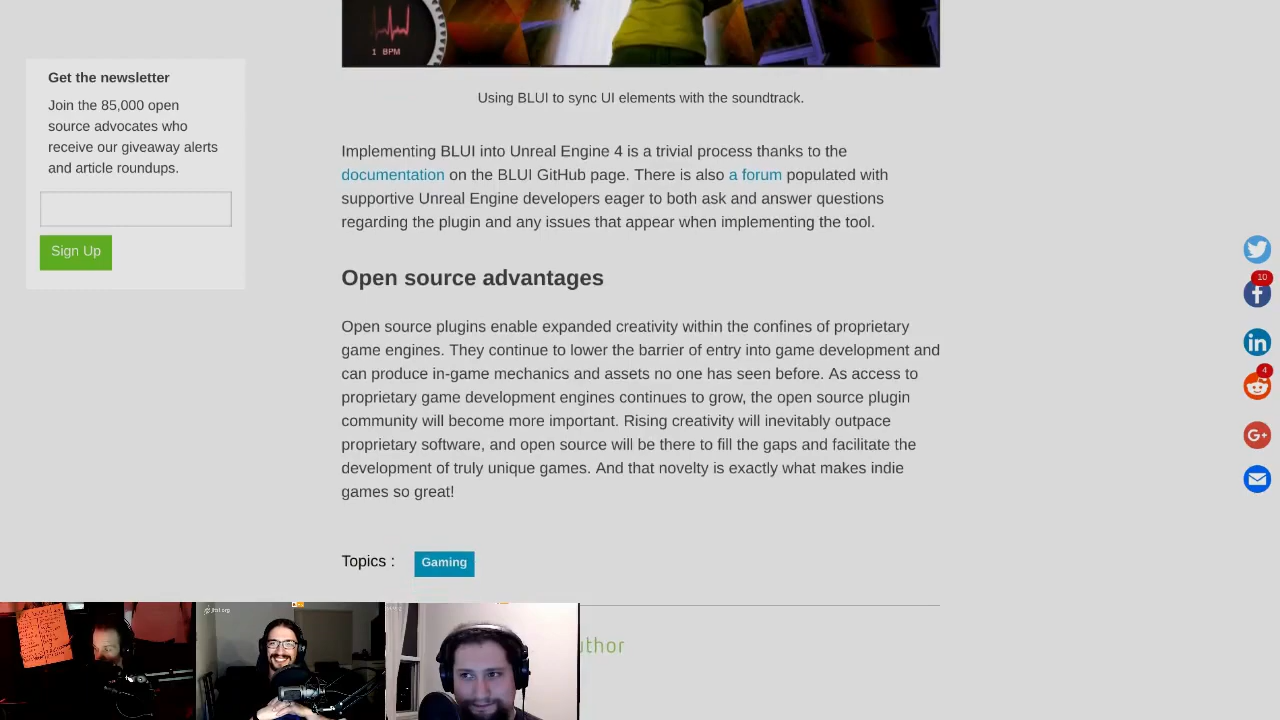 1 BPM
Get the newsletter
Join the 85,000 open
source advocates who
receive our giveaway alerts
and article roundups.
Sign Up
Using BLUI to sync UI elements with the soundtrack.
Implementing BLUI into Unreal Engine 4 is a trivial process thanks to the
documentation on the BLUI GitHub page. There is also a forum populated with
supportive Unreal Engine developers eager to both ask and answer questions
regarding the plugin and any issues that appear when implementing the tool.
Open source advantages
Open source plugins enable expanded creativity within the confines of proprietary
game engines. They continue to lower the barrier of entry into game development and
can produce in-game mechanics and assets no one has seen before. As access to
proprietary game development engines continues to grow, the open source plugin
community will become more important. Rising creativity will inevitably outpace
proprietary software, and open source will be there to fill the gaps and facilitate the
development of truly unique games. And that novelty is exactly what makes indie
games so great!
10
in
4
G+
Topics :
Gaming
uthor